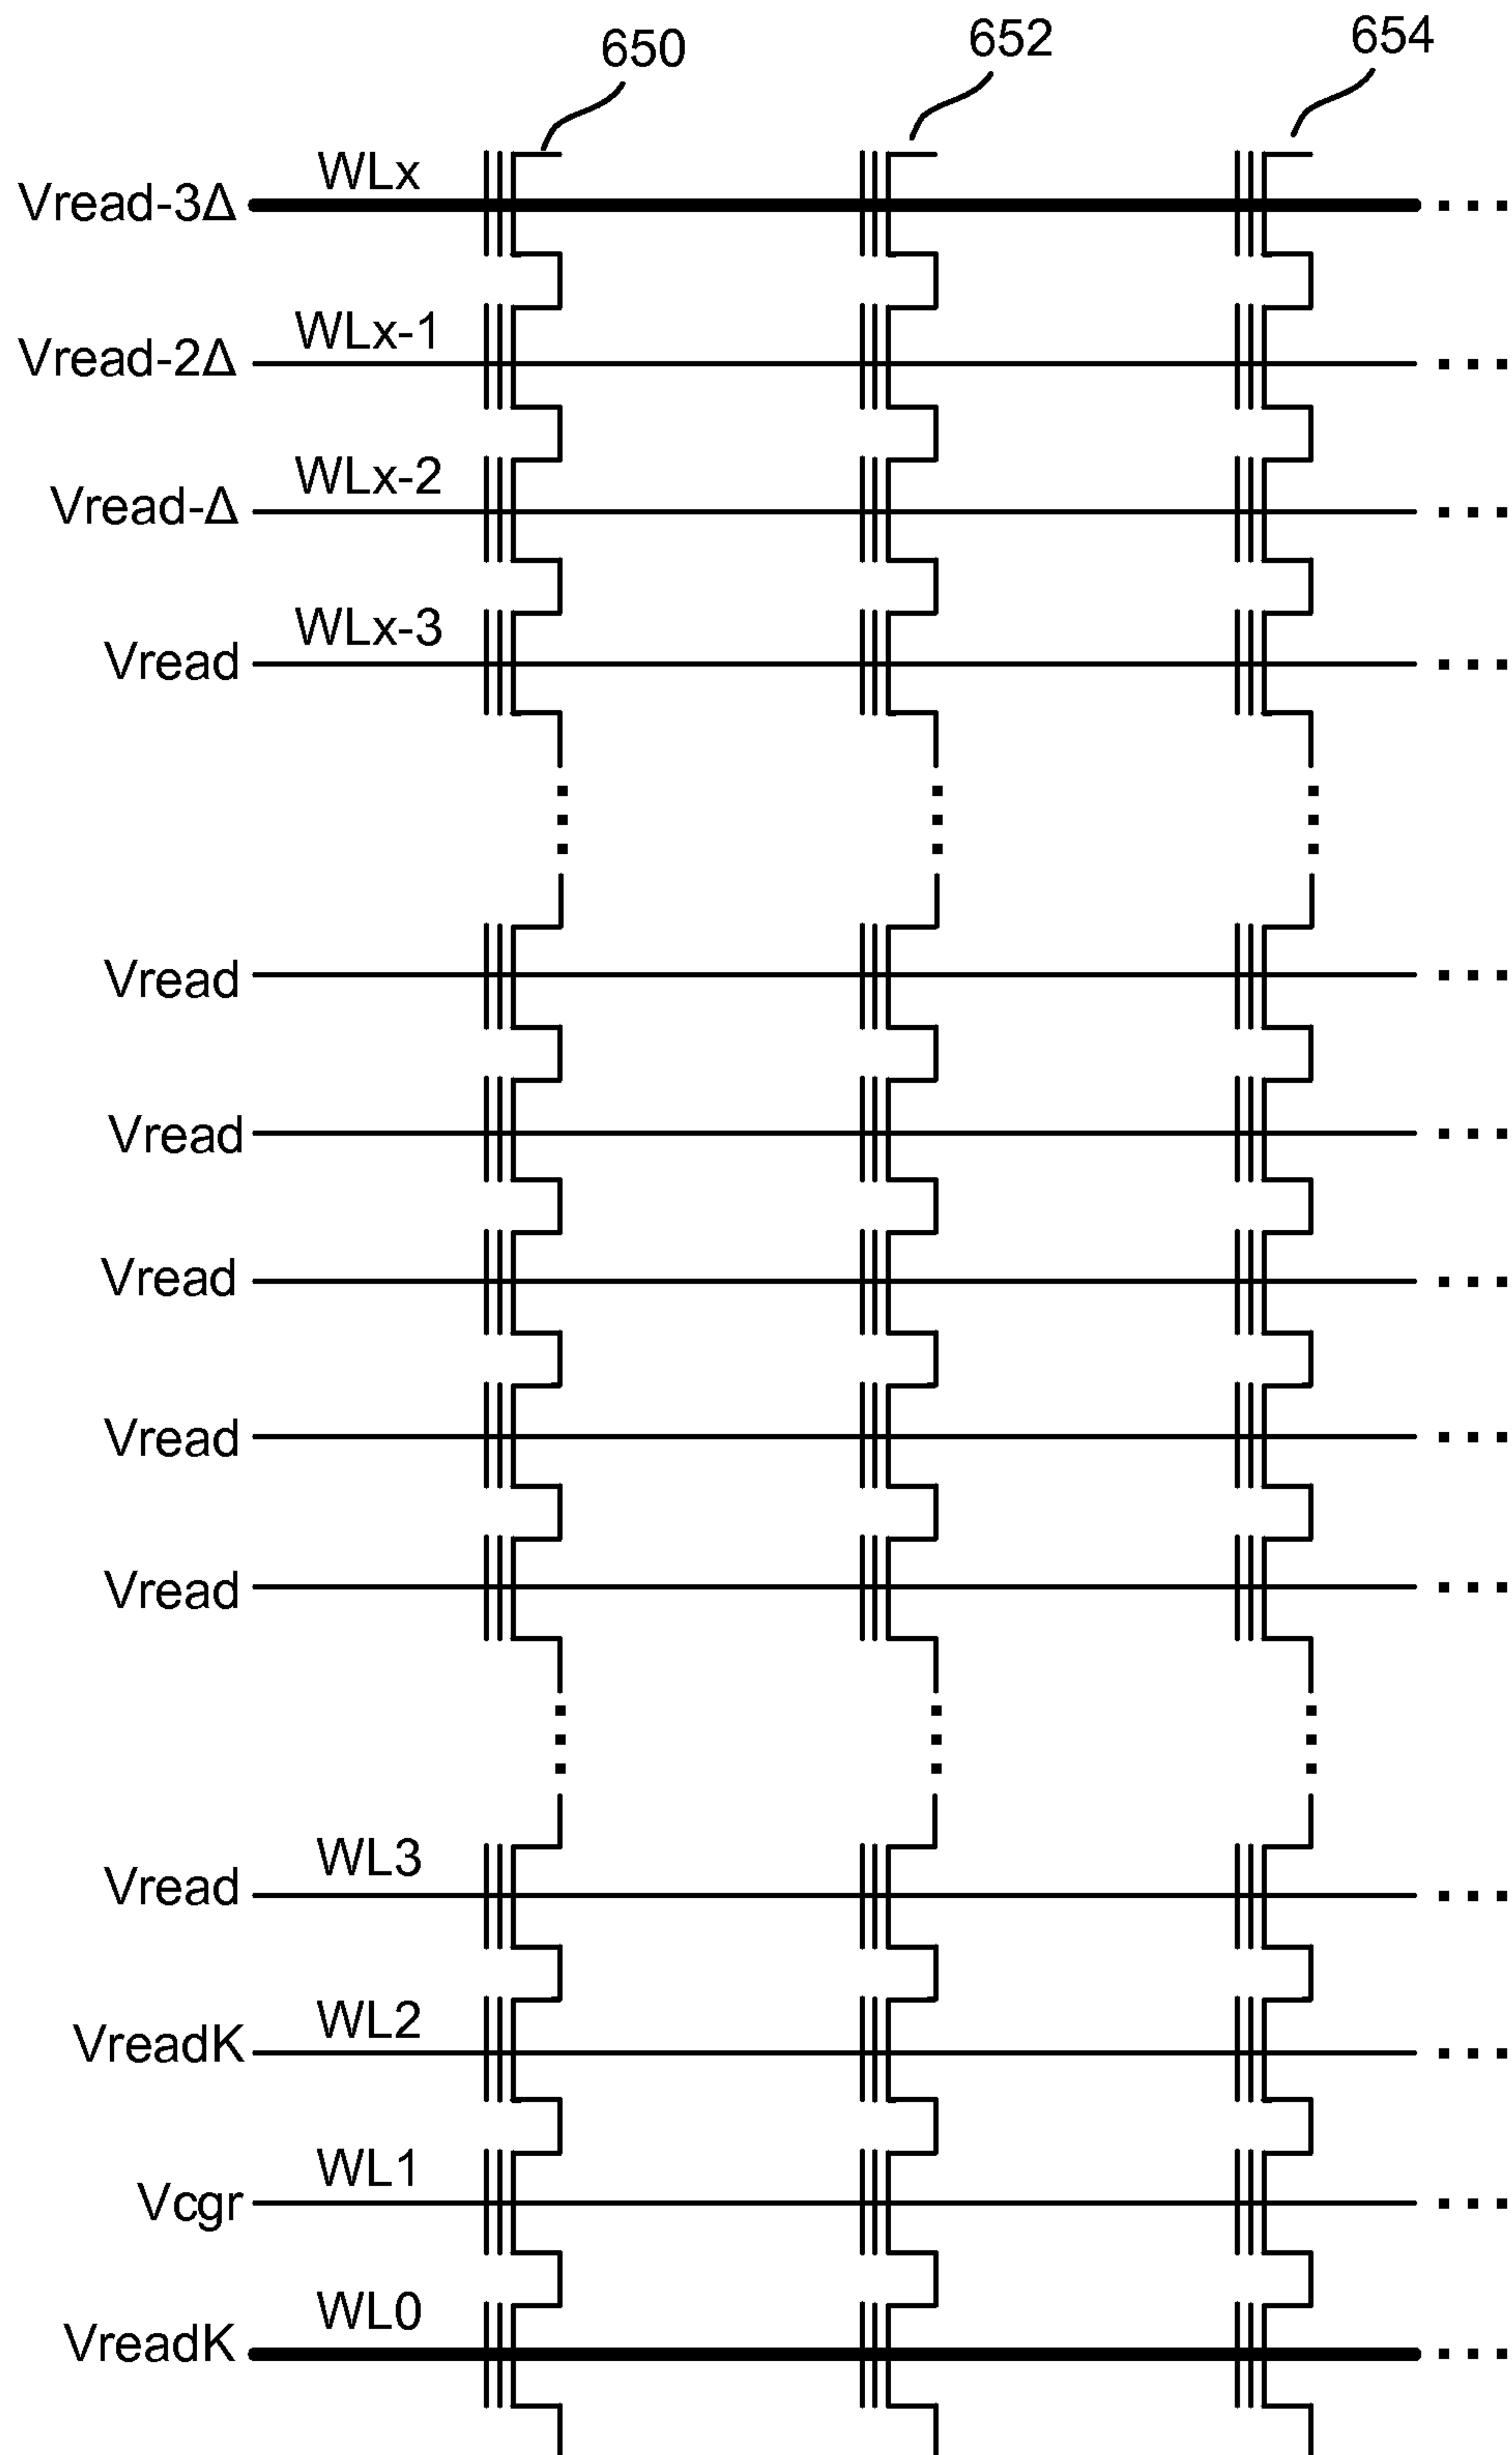 650 652 654
Vread-3Δ WLx
Vread-2Δ WLx-1
Vread-Δ WLx-2
Vread WLx-3
Vread
Vread
Vread
Vread
Vread
Vread WL3
VreadK WL2
Vcgr WL1
VreadK WL0